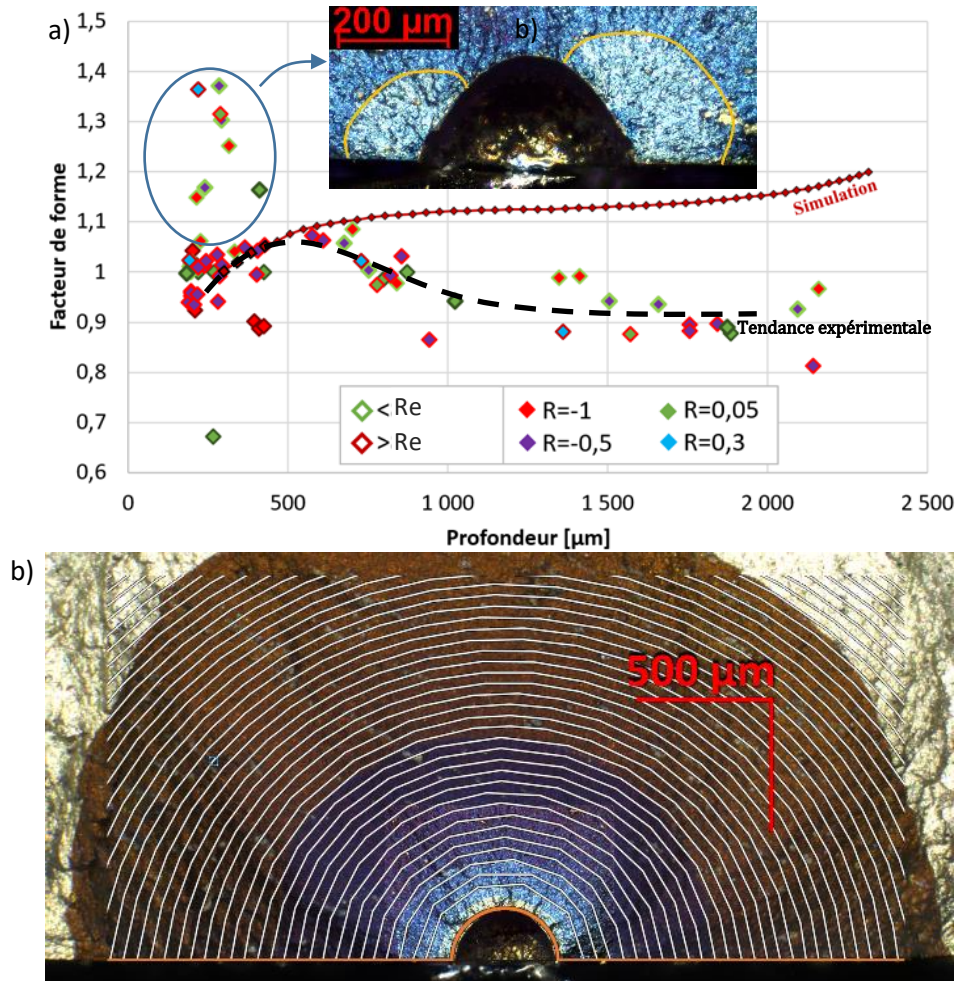 a)
200 µm
b)
1,5
1,4
1,3
1,2
1,1
1
0,9
0,8
0,7
0,6
Facteur de forme
Simulation
Tendance expérimentale
< Re
> Re
R=-1
R=0,05
R=-0,5
R=0,3
0
500
1 000
1 500
2 000
2 500
Profondeur [µm]
b)
500 µm